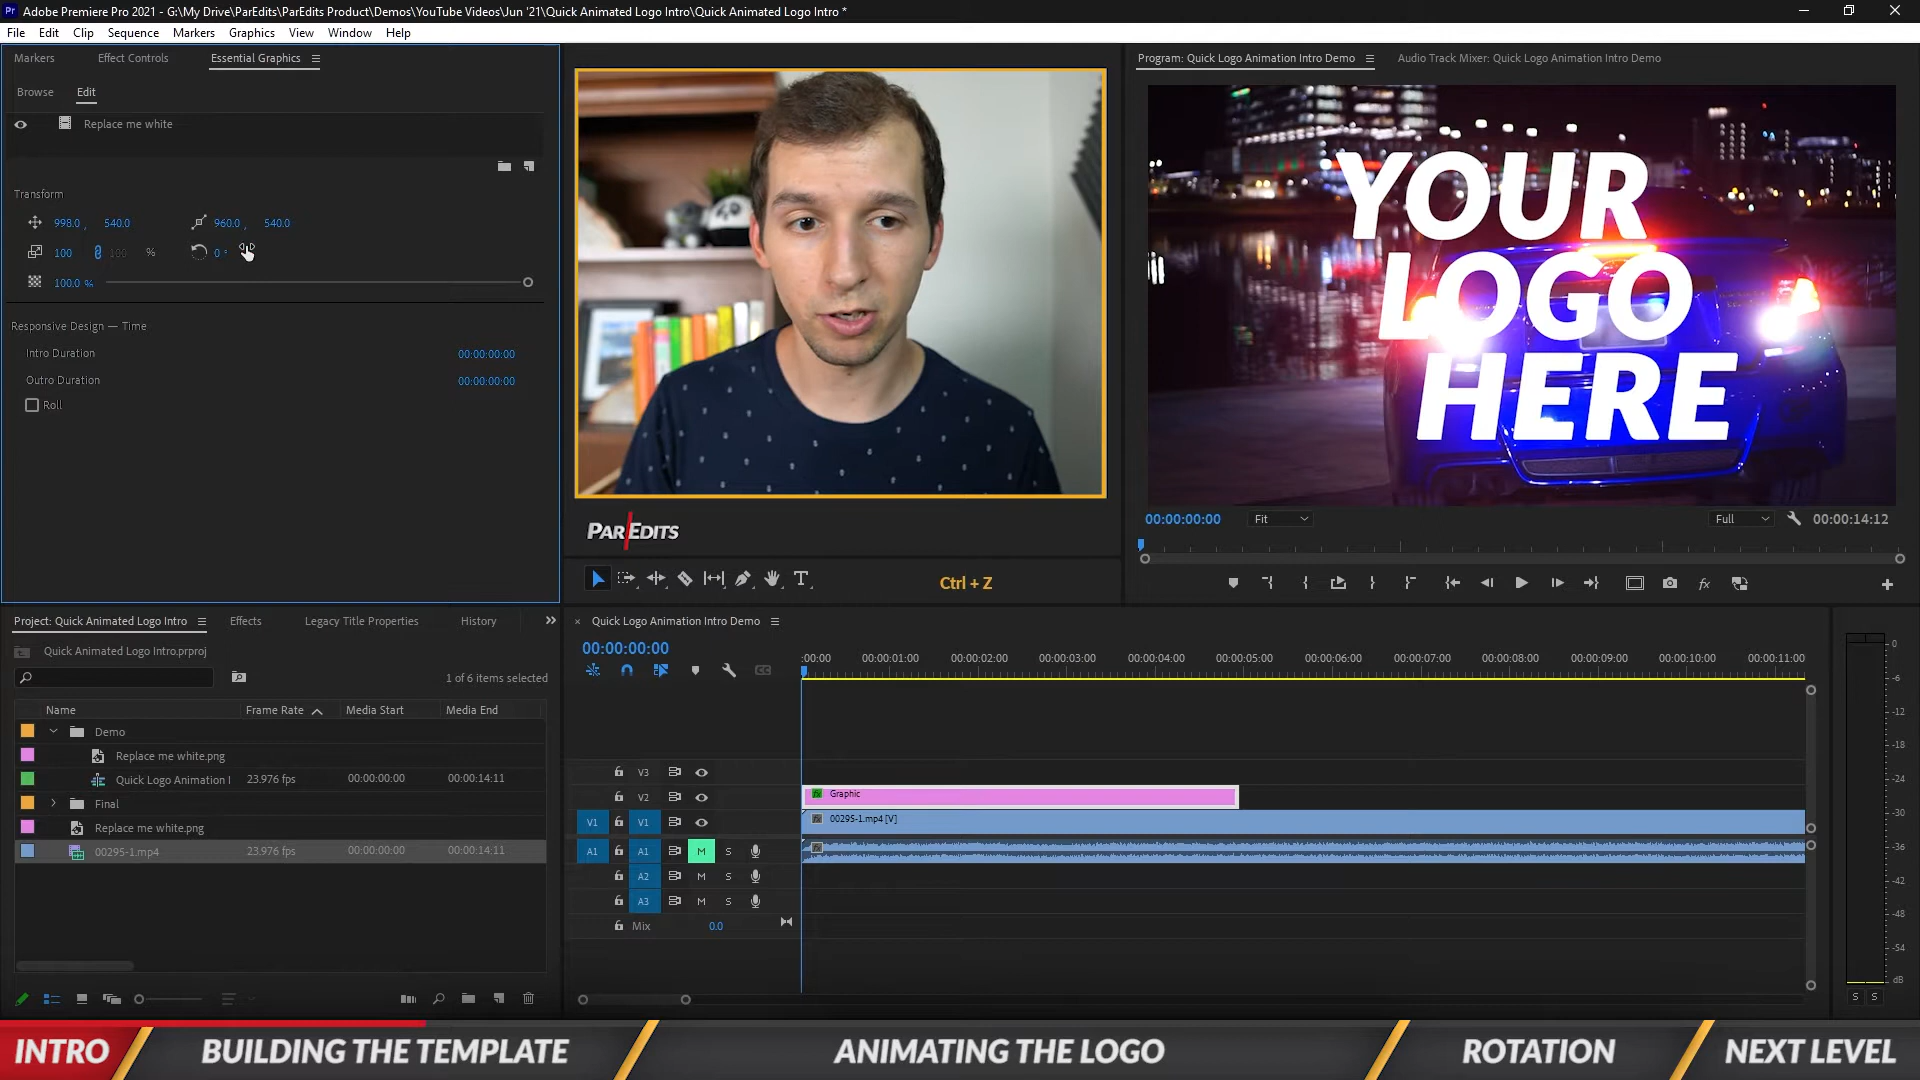 Adobe Premiere Pro 2021 - G:\My Drive\ParEdits\ParEdits Product\Demos\YouTube Videos\Jun '21\Quick Animated Logo Intro\Quick Animated Logo Intro *
File Edit Clip Sequence Markers Graphics View Window Help
Markers Effect Controls Essential Graphics
Browse Edit
Replace me white
Transform
998.0 , 540.0 960.0 , 540.0
100 100 % 0 °
100.0 %
Responsive Design — Time
Intro Duration 00:00:00:00
Outro Duration 00:00:00:00
Roll
PAREDITS
Ctrl + Z
Program: Quick Logo Animation Intro Demo Audio Track Mixer: Quick Logo Animation Intro Demo
YOUR
LOGO
HERE
00:00:00:00 Fit Full 00:00:14:12
Project: Quick Animated Logo Intro Effects Legacy Title Properties History
Quick Animated Logo Intro.prproj
1 of 6 items selected
Name Frame Rate Media Start Media End
Demo
Replace me white.png
Quick Logo Animation I 23.976 fps 00:00:00:00 00:00:14:11
Final
Replace me white.png
00295-1.mp4 23.976 fps 00:00:00:00 00:00:14:11
× Quick Logo Animation Intro Demo
00:00:00:00
:00:00 00:00:01:00 00:00:02:00 00:00:03:00 00:00:04:00 00:00:05:00 00:00:06:00 00:00:07:00 00:00:08:00 00:00:09:00 00:00:10:00 00:00:11:00
V3
V2 Graphic
V1 V1 00295-1.mp4 [V]
A1 A1 M S
A2 M S
A3 M S
Mix 0.0
0
-6
-12
-18
-24
-30
-36
-42
-48
-54
dB
S S
INTRO BUILDING THE TEMPLATE ANIMATING THE LOGO ROTATION NEXT LEVEL